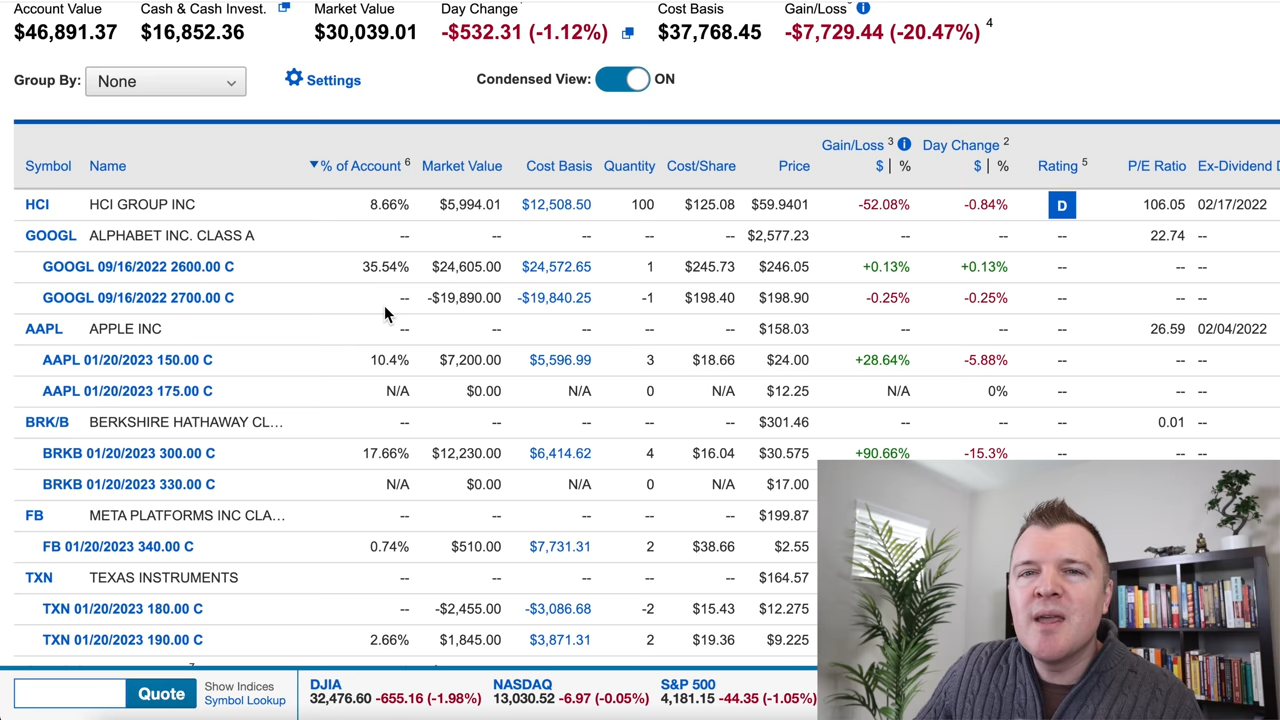 Account Value Cash & Cash Invest. Market Value Day Change Cost Basis Gain/Loss
$46,891.37 $16,852.36 $30,039.01 -$532.31 (-1.12%) $37,768.45 -$7,729.44 (-20.47%) 4
Group By: None Settings Condensed View: ON
Gain/Loss 3 Day Change 2
Symbol Name % of Account 6 Market Value Cost Basis Quantity Cost/Share Price $ | % $ | % Rating 5 P/E Ratio Ex-Dividend D
HCI HCI GROUP INC 8.66% $5,994.01 $12,508.50 100 $125.08 $59.9401 -52.08% -0.84% D 106.05 02/17/2022
GOOGL ALPHABET INC. CLASS A -- -- -- -- -- $2,577.23 -- -- -- 22.74 --
GOOGL 09/16/2022 2600.00 C 35.54% $24,605.00 $24,572.65 1 $245.73 $246.05 +0.13% +0.13% -- -- --
GOOGL 09/16/2022 2700.00 C -- -$19,890.00 -$19,840.25 -1 $198.40 $198.90 -0.25% -0.25% -- -- --
AAPL APPLE INC -- -- -- -- -- $158.03 -- -- -- 26.59 02/04/2022
AAPL 01/20/2023 150.00 C 10.4% $7,200.00 $5,596.99 3 $18.66 $24.00 +28.64% -5.88% -- -- --
AAPL 01/20/2023 175.00 C N/A $0.00 N/A 0 N/A $12.25 N/A 0% -- -- --
BRK/B BERKSHIRE HATHAWAY CL... -- -- -- -- -- $301.46 -- -- -- 0.01 --
BRKB 01/20/2023 300.00 C 17.66% $12,230.00 $6,414.62 4 $16.04 $30.575 +90.66% -15.3% -- -- --
BRKB 01/20/2023 330.00 C N/A $0.00 N/A 0 N/A $17.00
FB META PLATFORMS INC CLA... -- -- -- -- -- $199.87
FB 01/20/2023 340.00 C 0.74% $510.00 $7,731.31 2 $38.66 $2.55
TXN TEXAS INSTRUMENTS -- -- -- -- -- $164.57
TXN 01/20/2023 180.00 C -- -$2,455.00 -$3,086.68 -2 $15.43 $12.275
TXN 01/20/2023 190.00 C 2.66% $1,845.00 $3,871.31 2 $19.36 $9.225
Quote Show Indices DJIA NASDAQ S&P 500
Symbol Lookup 32,476.60 -655.16 (-1.98%) 13,030.52 -6.97 (-0.05%) 4,181.15 -44.35 (-1.05%)